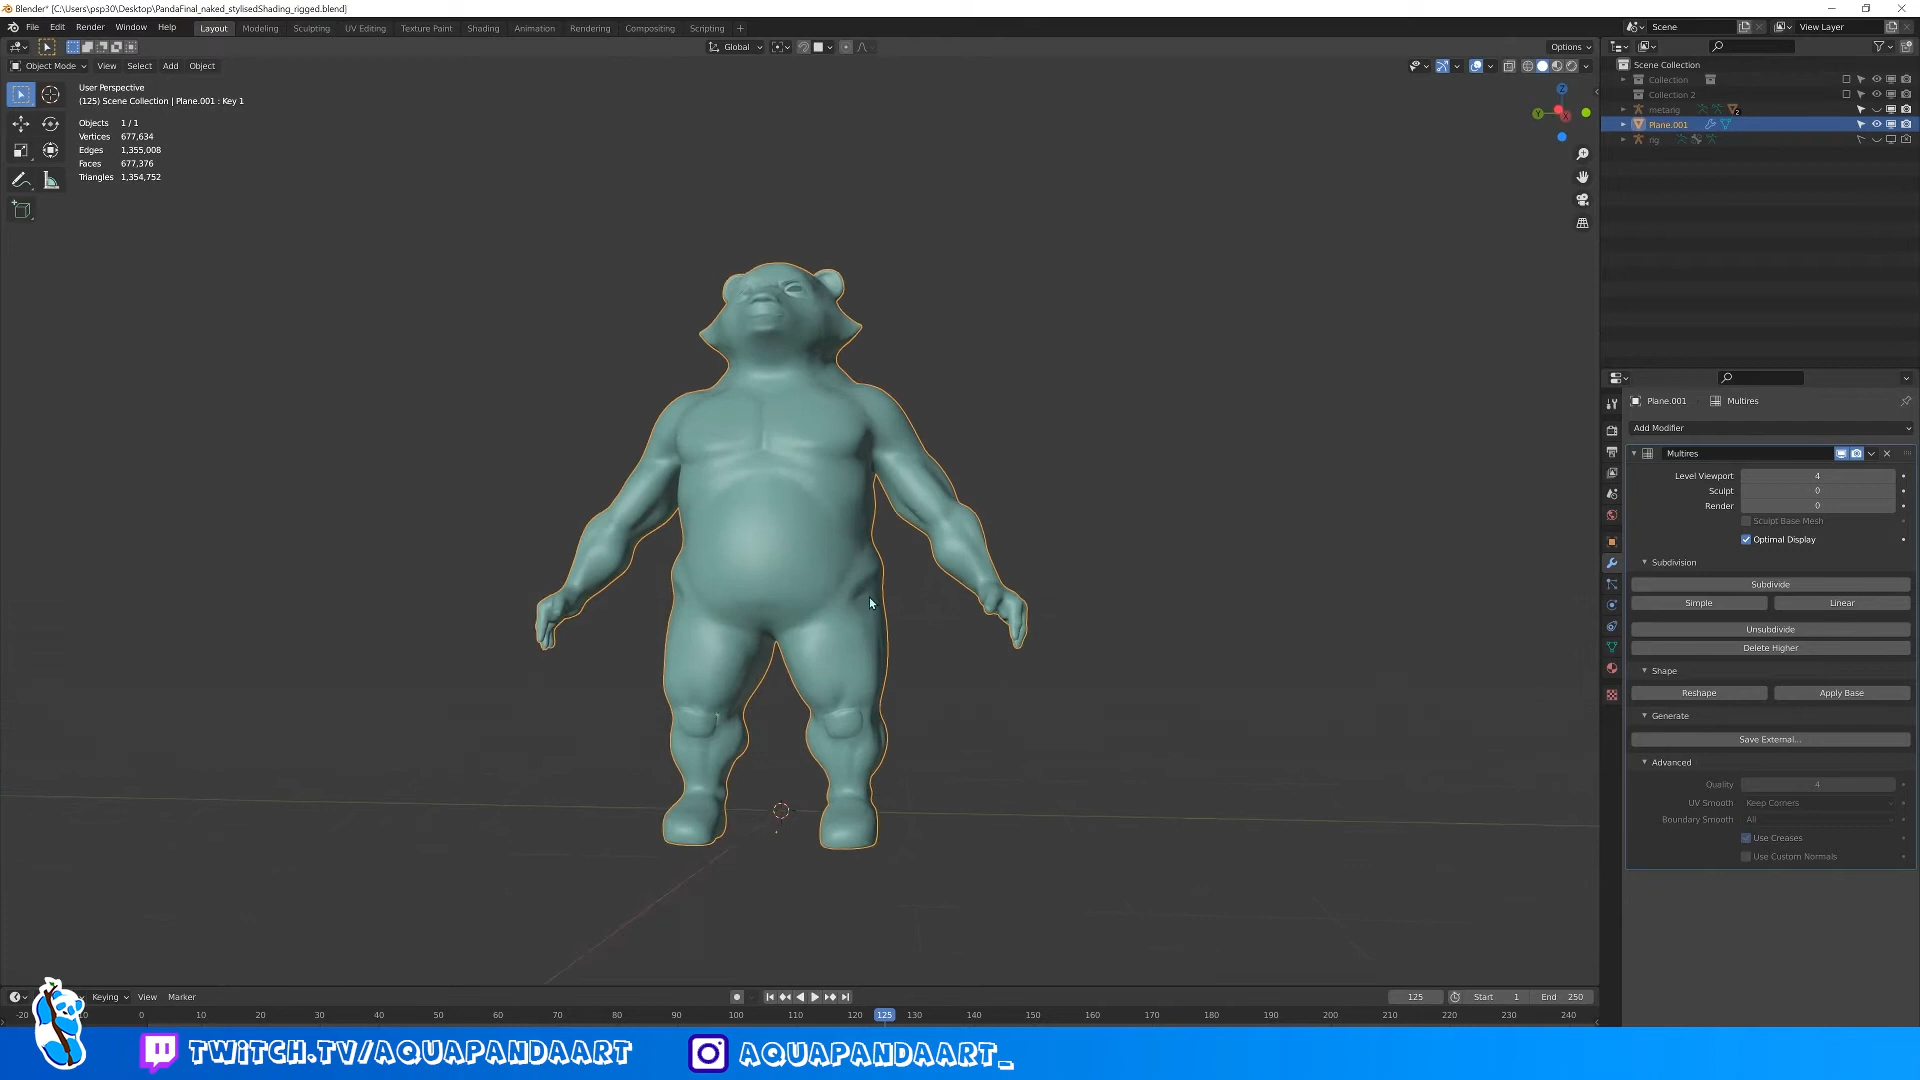 Blender* [C:\Users\psp30\Desktop\PandaFinal_naked_stylisedShading_rigged.blend]
File Edit Render Window Help Layout Modeling Sculpting UV Editing Texture Paint Shading Animation Rendering Compositing Scripting + Scene View Layer
Global Options
Object Mode View Select Add Object
User Perspective
(125) Scene Collection | Plane.001 : Key 1
Objects 1 / 1
Vertices 677,634
Edges 1,355,008
Faces 677,376
Triangles 1,354,752
Z
Y
X
Scene Collection
Collection
Collection 2
metarig 2
Plane.001
rig
Plane.001 Multires
Add Modifier
Multires
Level Viewport 4
Sculpt 0
Render 0
Sculpt Base Mesh
Optimal Display
Subdivision
Subdivide
Simple Linear
Unsubdivide
Delete Higher
Shape
Reshape Apply Base
Generate
Save External...
Advanced
Quality 4
UV Smooth Keep Corners
Boundary Smooth All
Use Creases
Use Custom Normals
Keying View Marker 125 Start 1 End 250
-20 0 10 20 30 40 50 60 70 80 90 100 110 120 125 130 140 150 160 170 180 190 200 210 220 230 240
TWITCH.TV/AQUAPANDAART AQUAPANDAART_